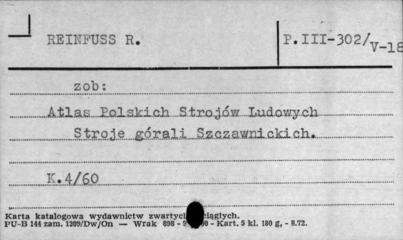 REINFUSS R. P.III-302/V-18
zob:
Atlas Polskich Strojów Ludowych
Stroje górali Szczawnickich.
K.4/60
Karta katalogowa wydawnictw zwartych ciągłych.
PU-B 144 zam. 1209/Dw/On — Wrak 898 - Kart. 5 kl. 180 g, - 8.72.